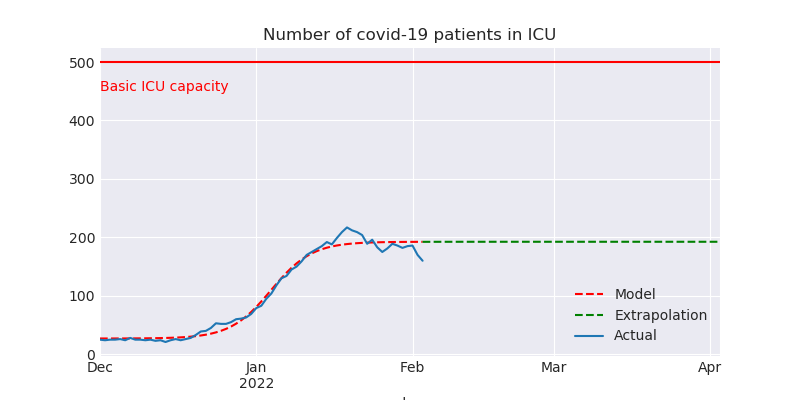 Number of covid-19 patients in ICU
500
Basic ICU capacity
400
300
200
100
0
Model
Extrapolation
Actual
Dec
Jan
2022
Feb
Mar
Apr